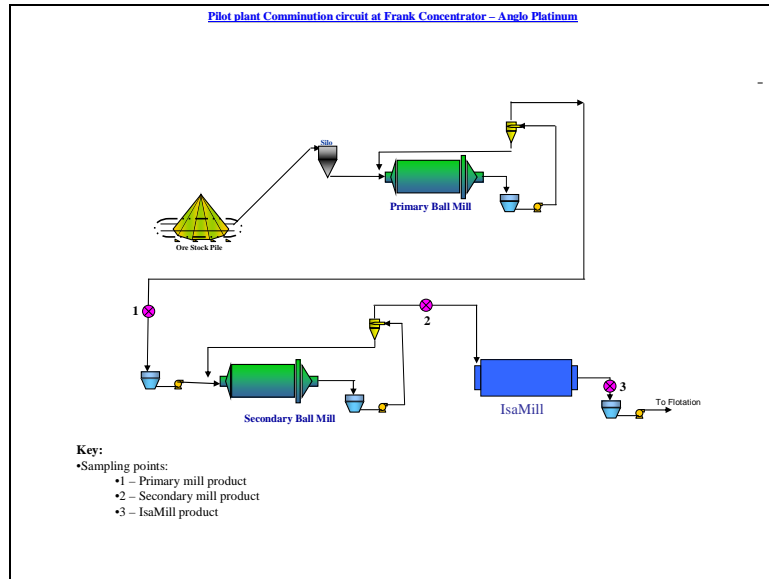 Pilot plant Comminution circuit at Frank Concentrator – Anglo Platinum
Silo
Primary Ball Mill
Ore Stock Pile
1
2
Secondary Ball Mill
IsaMill
3
To Flotation
Key:
•Sampling points:
•1 – Primary mill product
•2 – Secondary mill product
•3 – IsaMill product